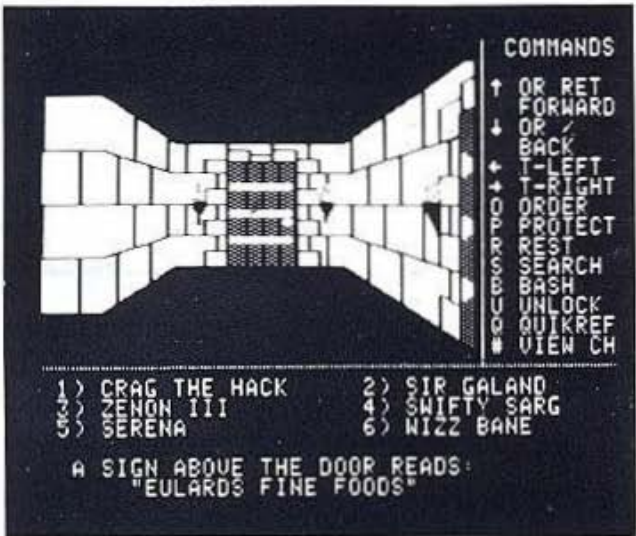 COMMANDS
↑ OR RET
FORWARD
↓ OR /
BACK
← T-LEFT
→ T-RIGHT
O ORDER
P PROTECT
R REST
S SEARCH
B BASH
U UNLOCK
Q QUIKREF
# VIEW CH
1) CRAG THE HACK 2) SIR GALAND
3) ZENON III 4) SWIFTY SARG
5) SERENA 6) WIZZ BANE
A SIGN ABOVE THE DOOR READS:
"EULARDS FINE FOODS"